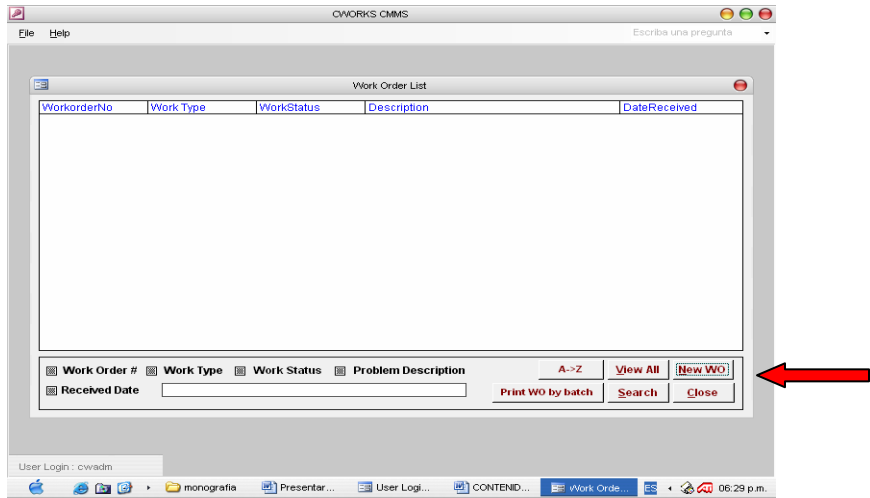 CWORKS CMMS
File Help Escriba una pregunta
Work Order List
WorkorderNo Work Type WorkStatus Description DateReceived
Work Order # Work Type Work Status Problem Description A->Z View All New WO
Received Date Print WO by batch Search Close
User Login : cwadm
monografia Presentar... User Logi... CONTENID... Work Orde... ES 06:29 p.m.